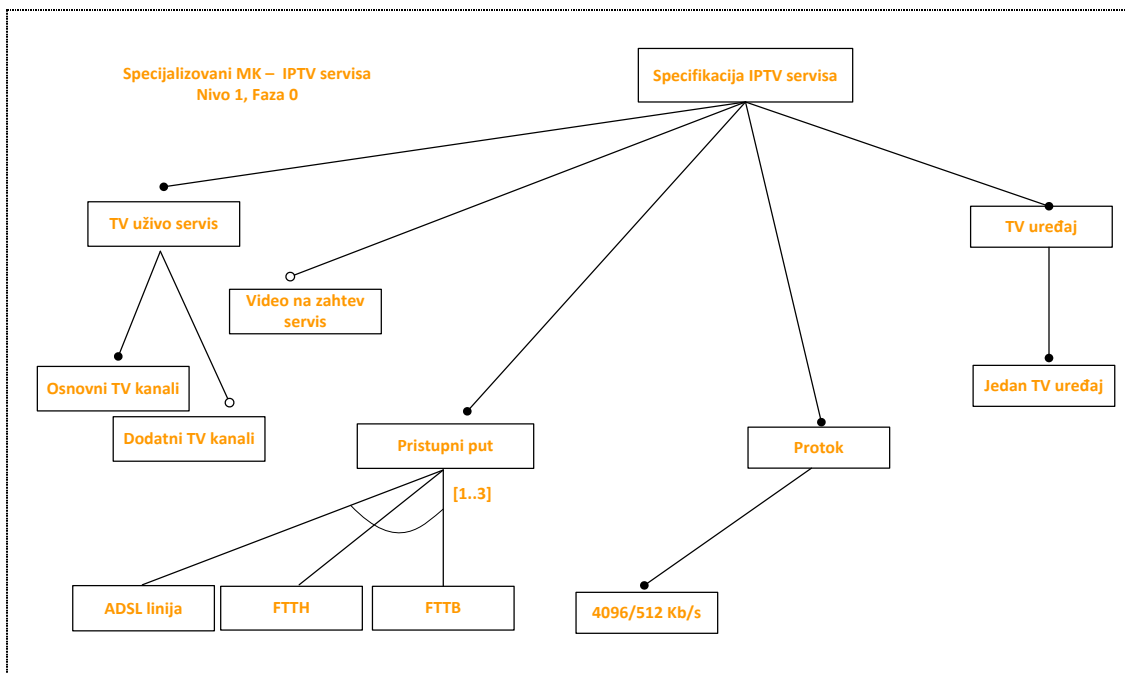 Specijalizovani MK – IPTV servisa
Nivo 1, Faza 0
Specifikacija IPTV servisa
TV uživo servis
TV uređaj
Video na zahtev
servis
Osnovni TV kanali
Jedan TV uređaj
Dodatni TV kanali
Pristupni put
Protok
[1..3]
ADSL linija
FTTH
FTTB
4096/512 Kb/s